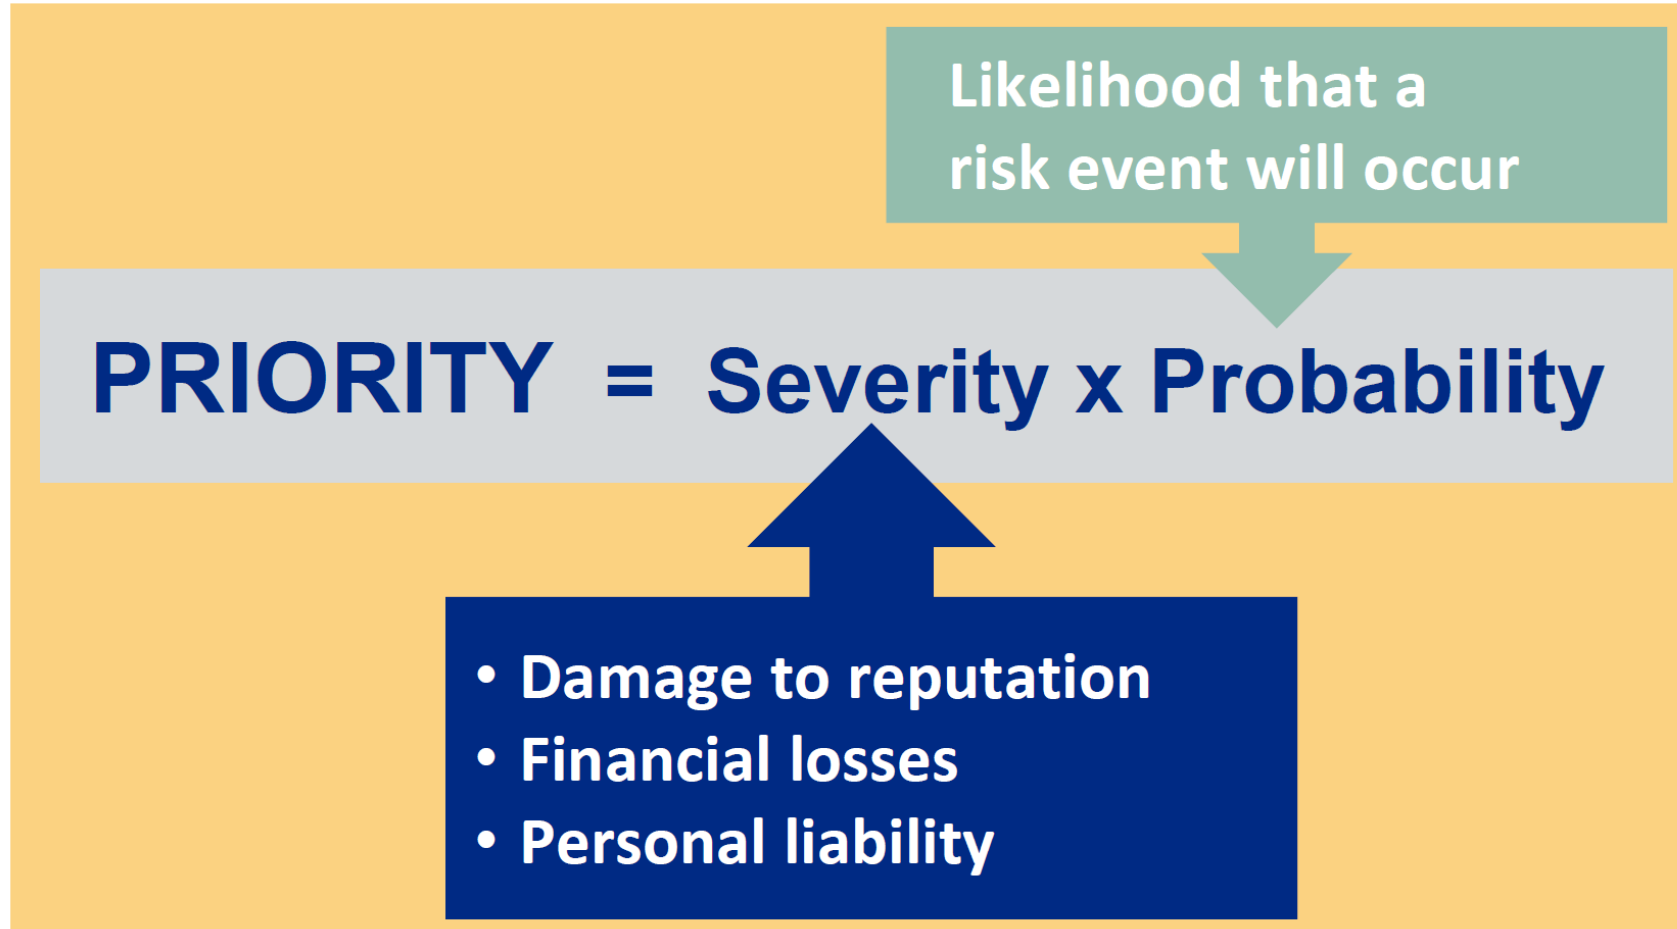 Likelihood that a
risk event will occur
PRIORITY = Severity x Probability
• Damage to reputation
• Financial losses
• Personal liability